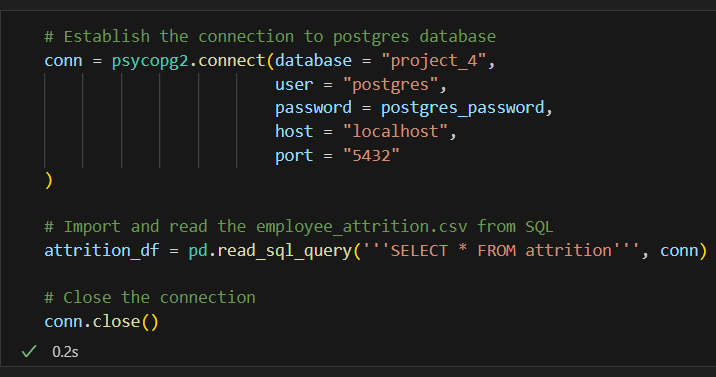 # Establish the connection to postgres database
conn = psycopg2.connect(database = "project_4",
                        user = "postgres",
                        password = postgres_password,
                        host = "localhost",
                        port = "5432"
)
# Import and read the employee_attrition.csv from SQL
attrition_df = pd.read_sql_query('''SELECT * FROM attrition''', conn)
# Close the connection
conn.close()
0.2s